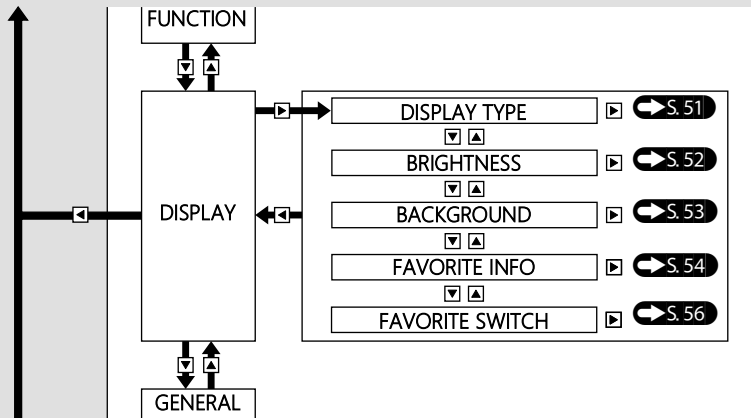 FUNCTION
DISPLAY
DISPLAY TYPE S. 51
BRIGHTNESS S. 52
BACKGROUND S. 53
FAVORITE INFO S. 54
FAVORITE SWITCH S. 56
GENERAL